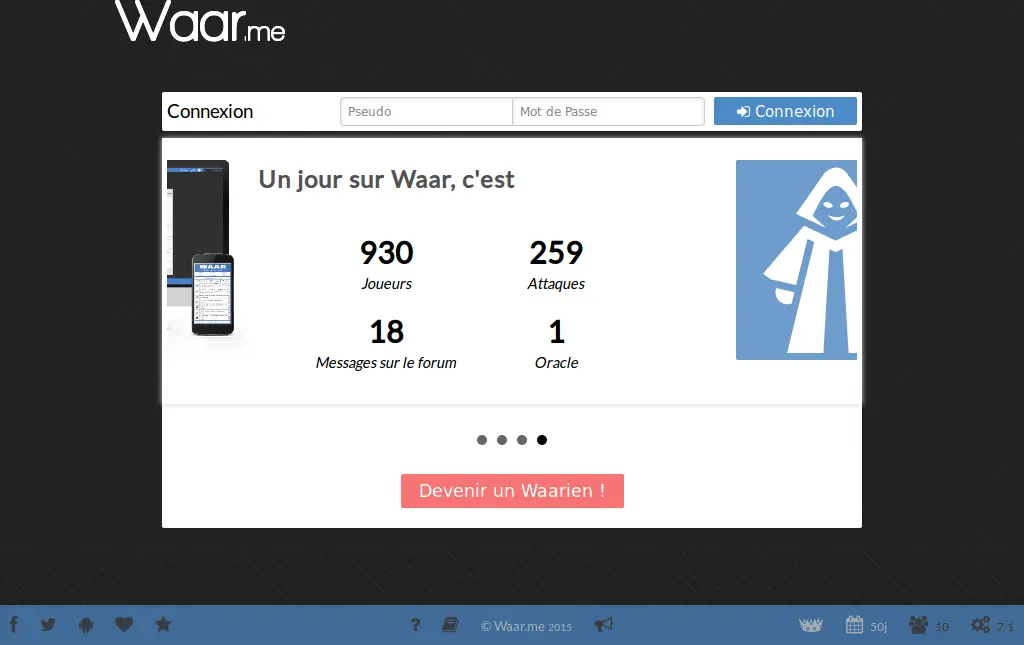 Waar.me
Connexion
Pseudo
Mot de Passe
Connexion
Un jour sur Waar, c'est
930
259
Joueurs
Attaques
18
1
Messages sur le forum
Oracle
WAAR
Devenir un Waarien !
? © Waar.me 2015
50j
10
7.1